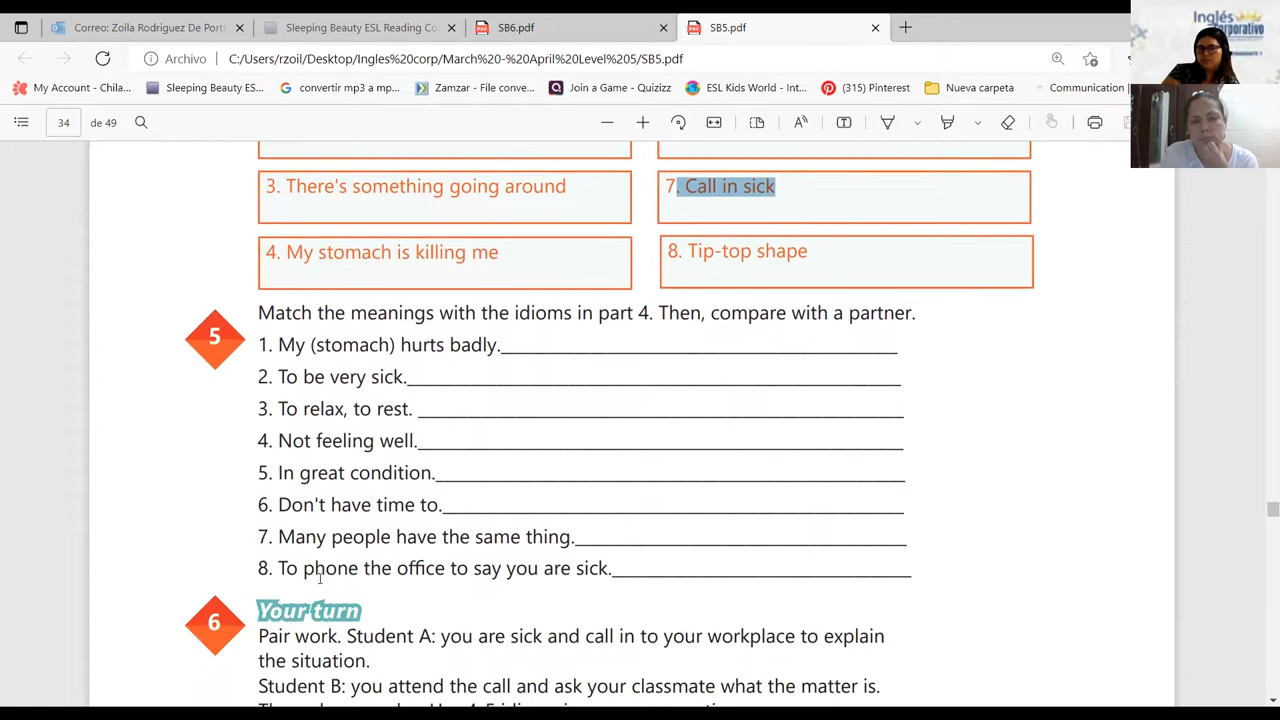 Correo: Zoila Rodriguez De Porti
Sleeping Beauty ESL Reading Co
SB6.pdf
SB5.pdf
Archivo
C:/Users/rzoil/Desktop/Ingles%20corp/March%20-%20April%20Level%205/SB5.pdf
My Account - Chila...
Sleeping Beauty ES...
convertir mp3 a mp...
Zamzar - File conve...
Join a Game - Quizizz
ESL Kids World - Int...
(315) Pinterest
Nueva carpeta
Communication
Inglés
Corporativo
34
de 49
3. There's something going around
7. Call in sick
4. My stomach is killing me
8. Tip-top shape
5
Match the meanings with the idioms in part 4. Then, compare with a partner.
1. My (stomach) hurts badly.
2. To be very sick.
3. To relax, to rest.
4. Not feeling well.
5. In great condition.
6. Don't have time to.
7. Many people have the same thing.
8. To phone the office to say you are sick.
6
Your turn
Pair work. Student A: you are sick and call in to your workplace to explain
the situation.
Student B: you attend the call and ask your classmate what the matter is.